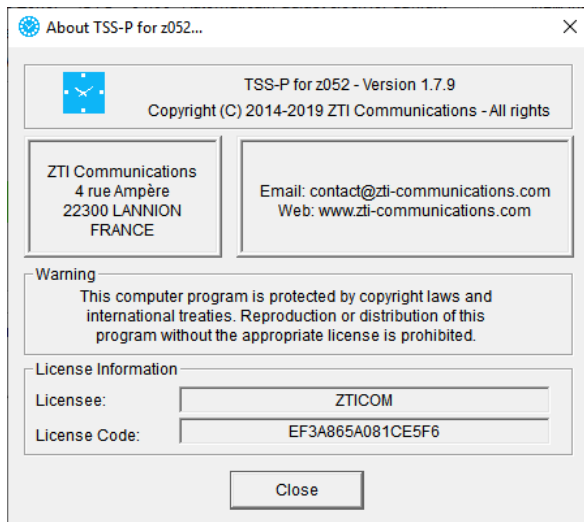 About TSS-P for z052...
TSS-P for z052 - Version 1.7.9
Copyright (C) 2014-2019 ZTI Communications - All rights
ZTI Communications
4 rue Ampère
22300 LANNION
FRANCE
Email: contact@zti-communications.com
Web: www.zti-communications.com
Warning
This computer program is protected by copyright laws and
international treaties. Reproduction or distribution of this
program without the appropriate license is prohibited.
License Information
Licensee: ZTICOM
License Code: EF3A865A081CE5F6
Close